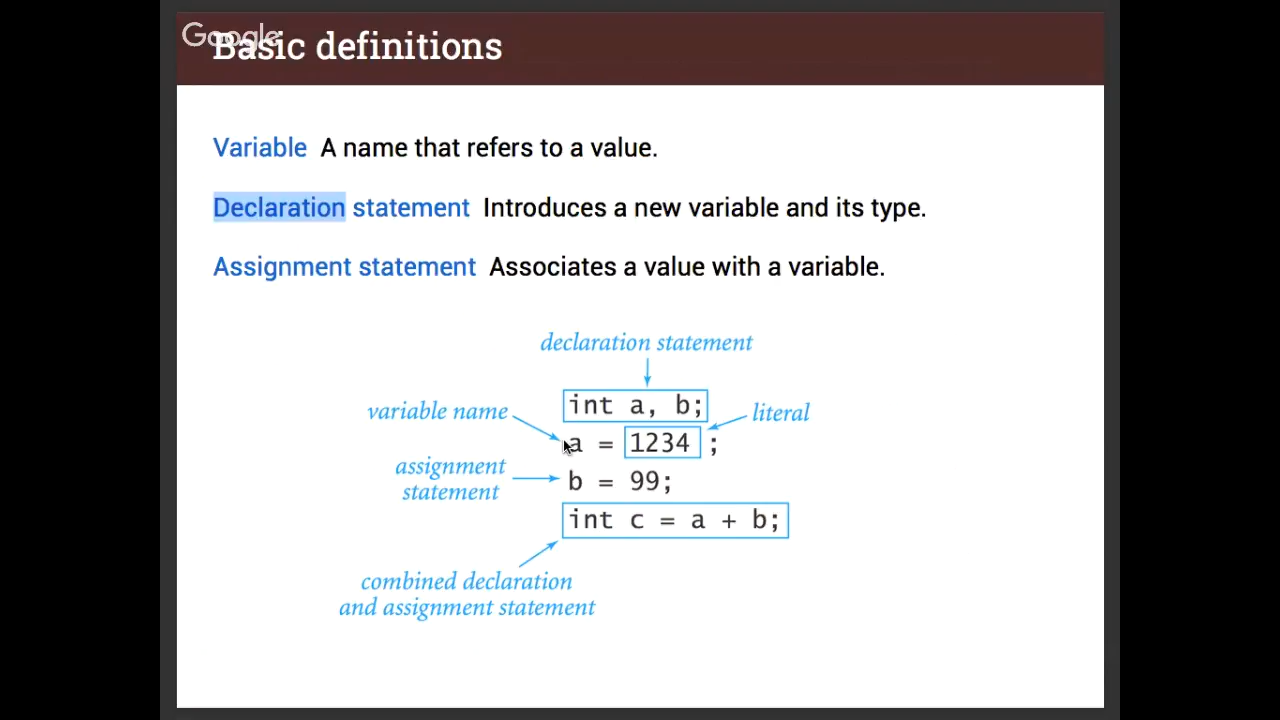 Google
Basic definitions
Variable A name that refers to a value.
Declaration statement Introduces a new variable and its type.
Assignment statement Associates a value with a variable.
declaration statement
int a, b;
variable name
literal
a = 1234 ;
assignment
statement
b = 99;
int c = a + b;
combined declaration
and assignment statement